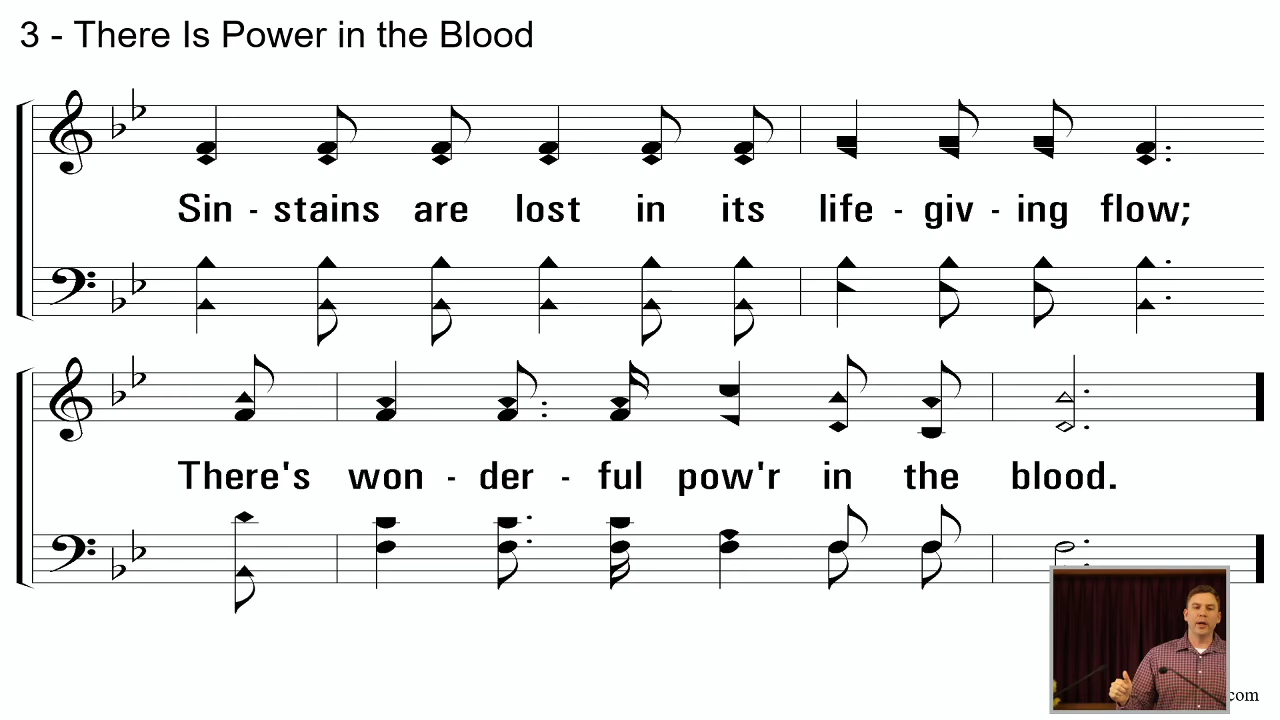 3 - There Is Power in the Blood
Sin - stains are lost in its life - giv - ing flow;
There's won - der - ful pow'r in the blood.
com